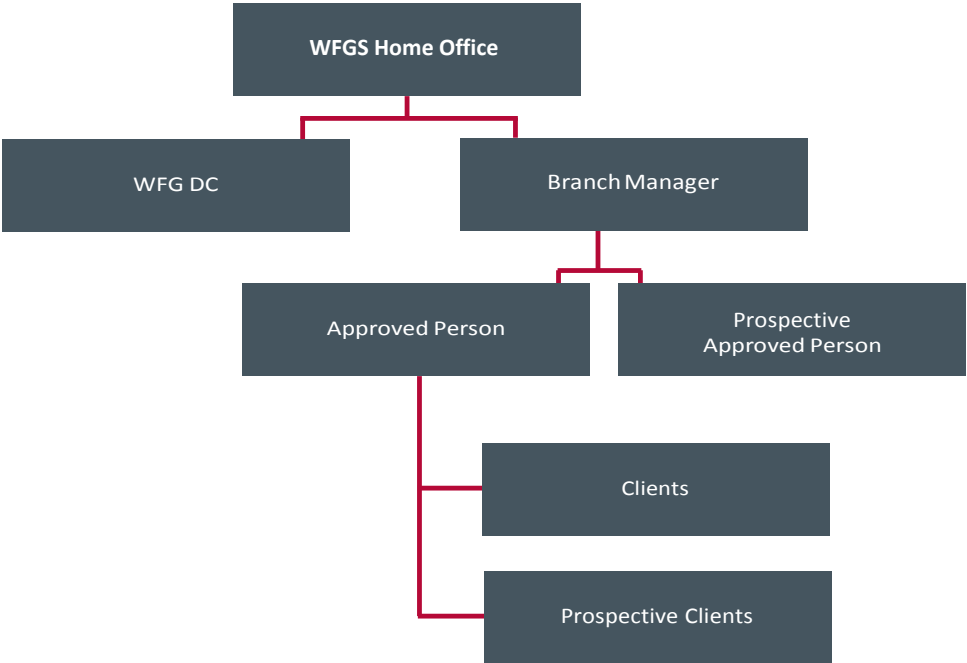 WFGS Home Office
WFG DC
Branch Manager
Approved Person
Prospective
Approved Person
Clients
Prospective Clients